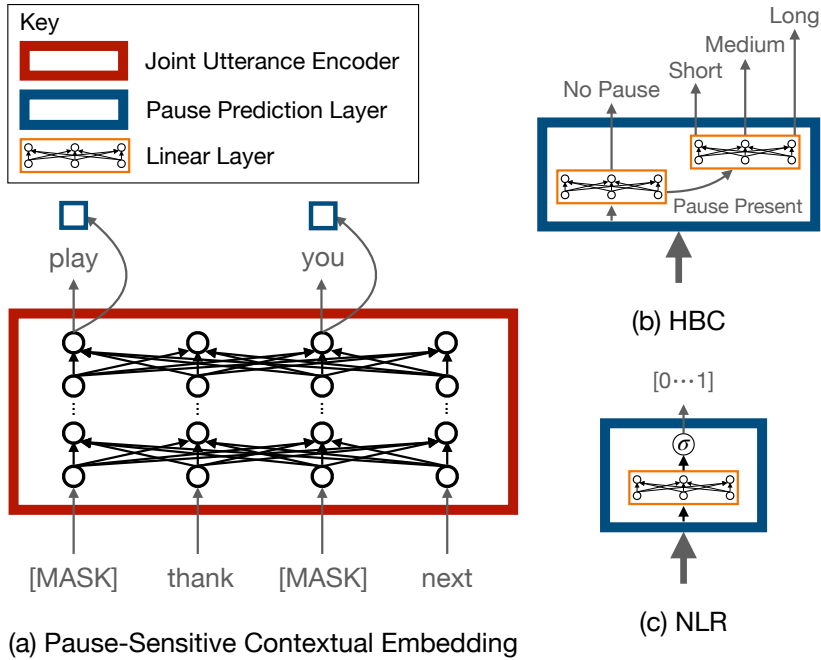 Key
Joint Utterance Encoder
Pause Prediction Layer
Linear Layer
play
you
[MASK]
thank
[MASK]
next
(a) Pause-Sensitive Contextual Embedding
Long
Medium
Short
No Pause
Pause Present
(b) HBC
[0⋯1]
σ
(c) NLR